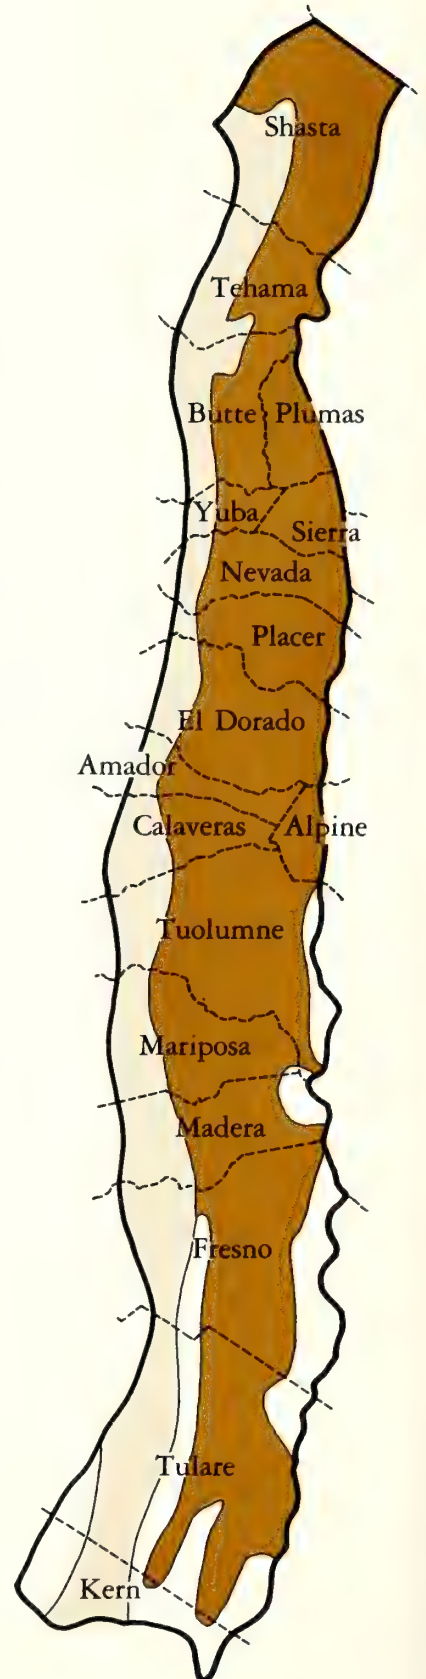 Shasta
Tehama
Butte Plumas
Yuba
Sierra
Nevada
Placer
El Dorado
Amador
Calaveras Alpine
Tuolumne
Mariposa
Madera
Fresno
Tulare
Kern